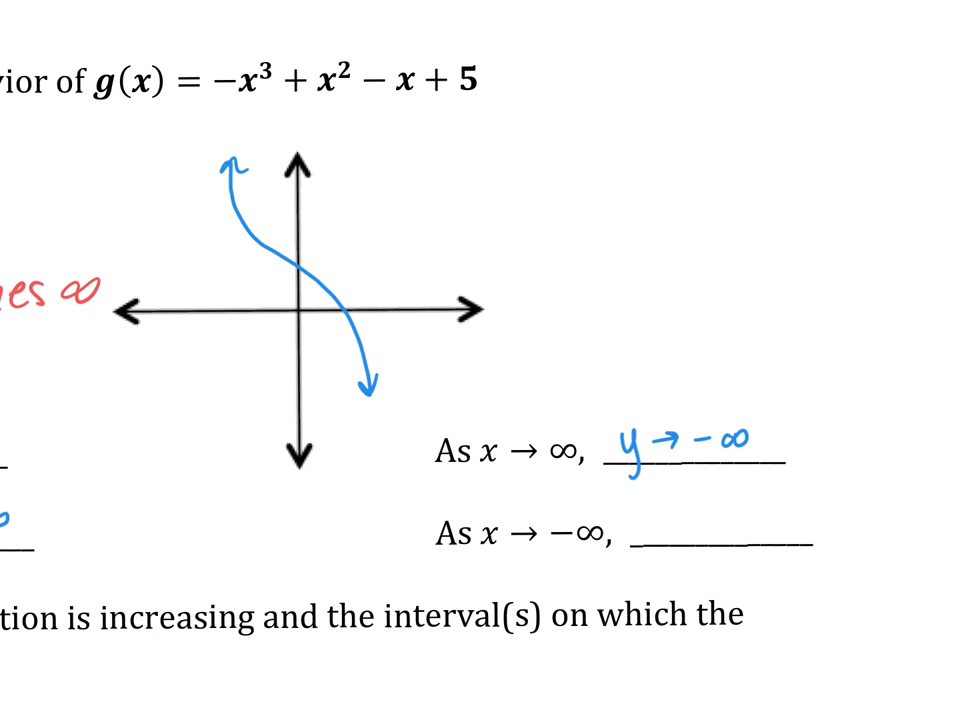 vior of g(x) = −x³ + x² − x + 5
es ∞
As x → ∞, y → - ∞
As x → −∞,
tion is increasing and the interval(s) on which the